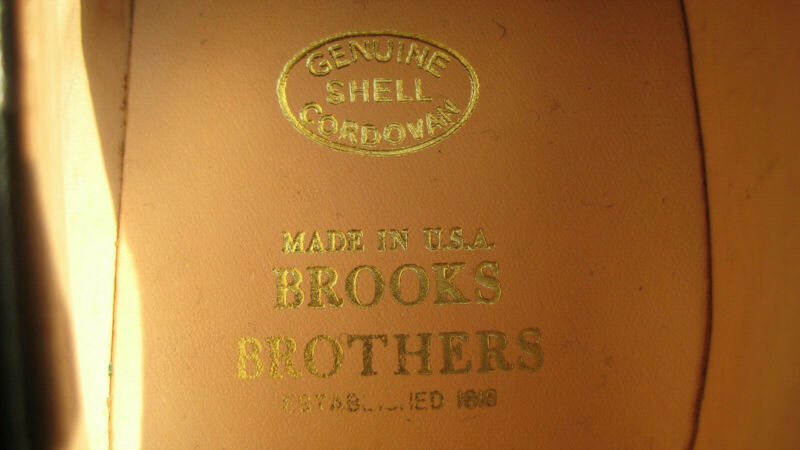 GENUINE
SHELL
CORDOVAN
MADE IN U.S.A.
BROOKS
BROTHERS
ESTABLISHED 1818